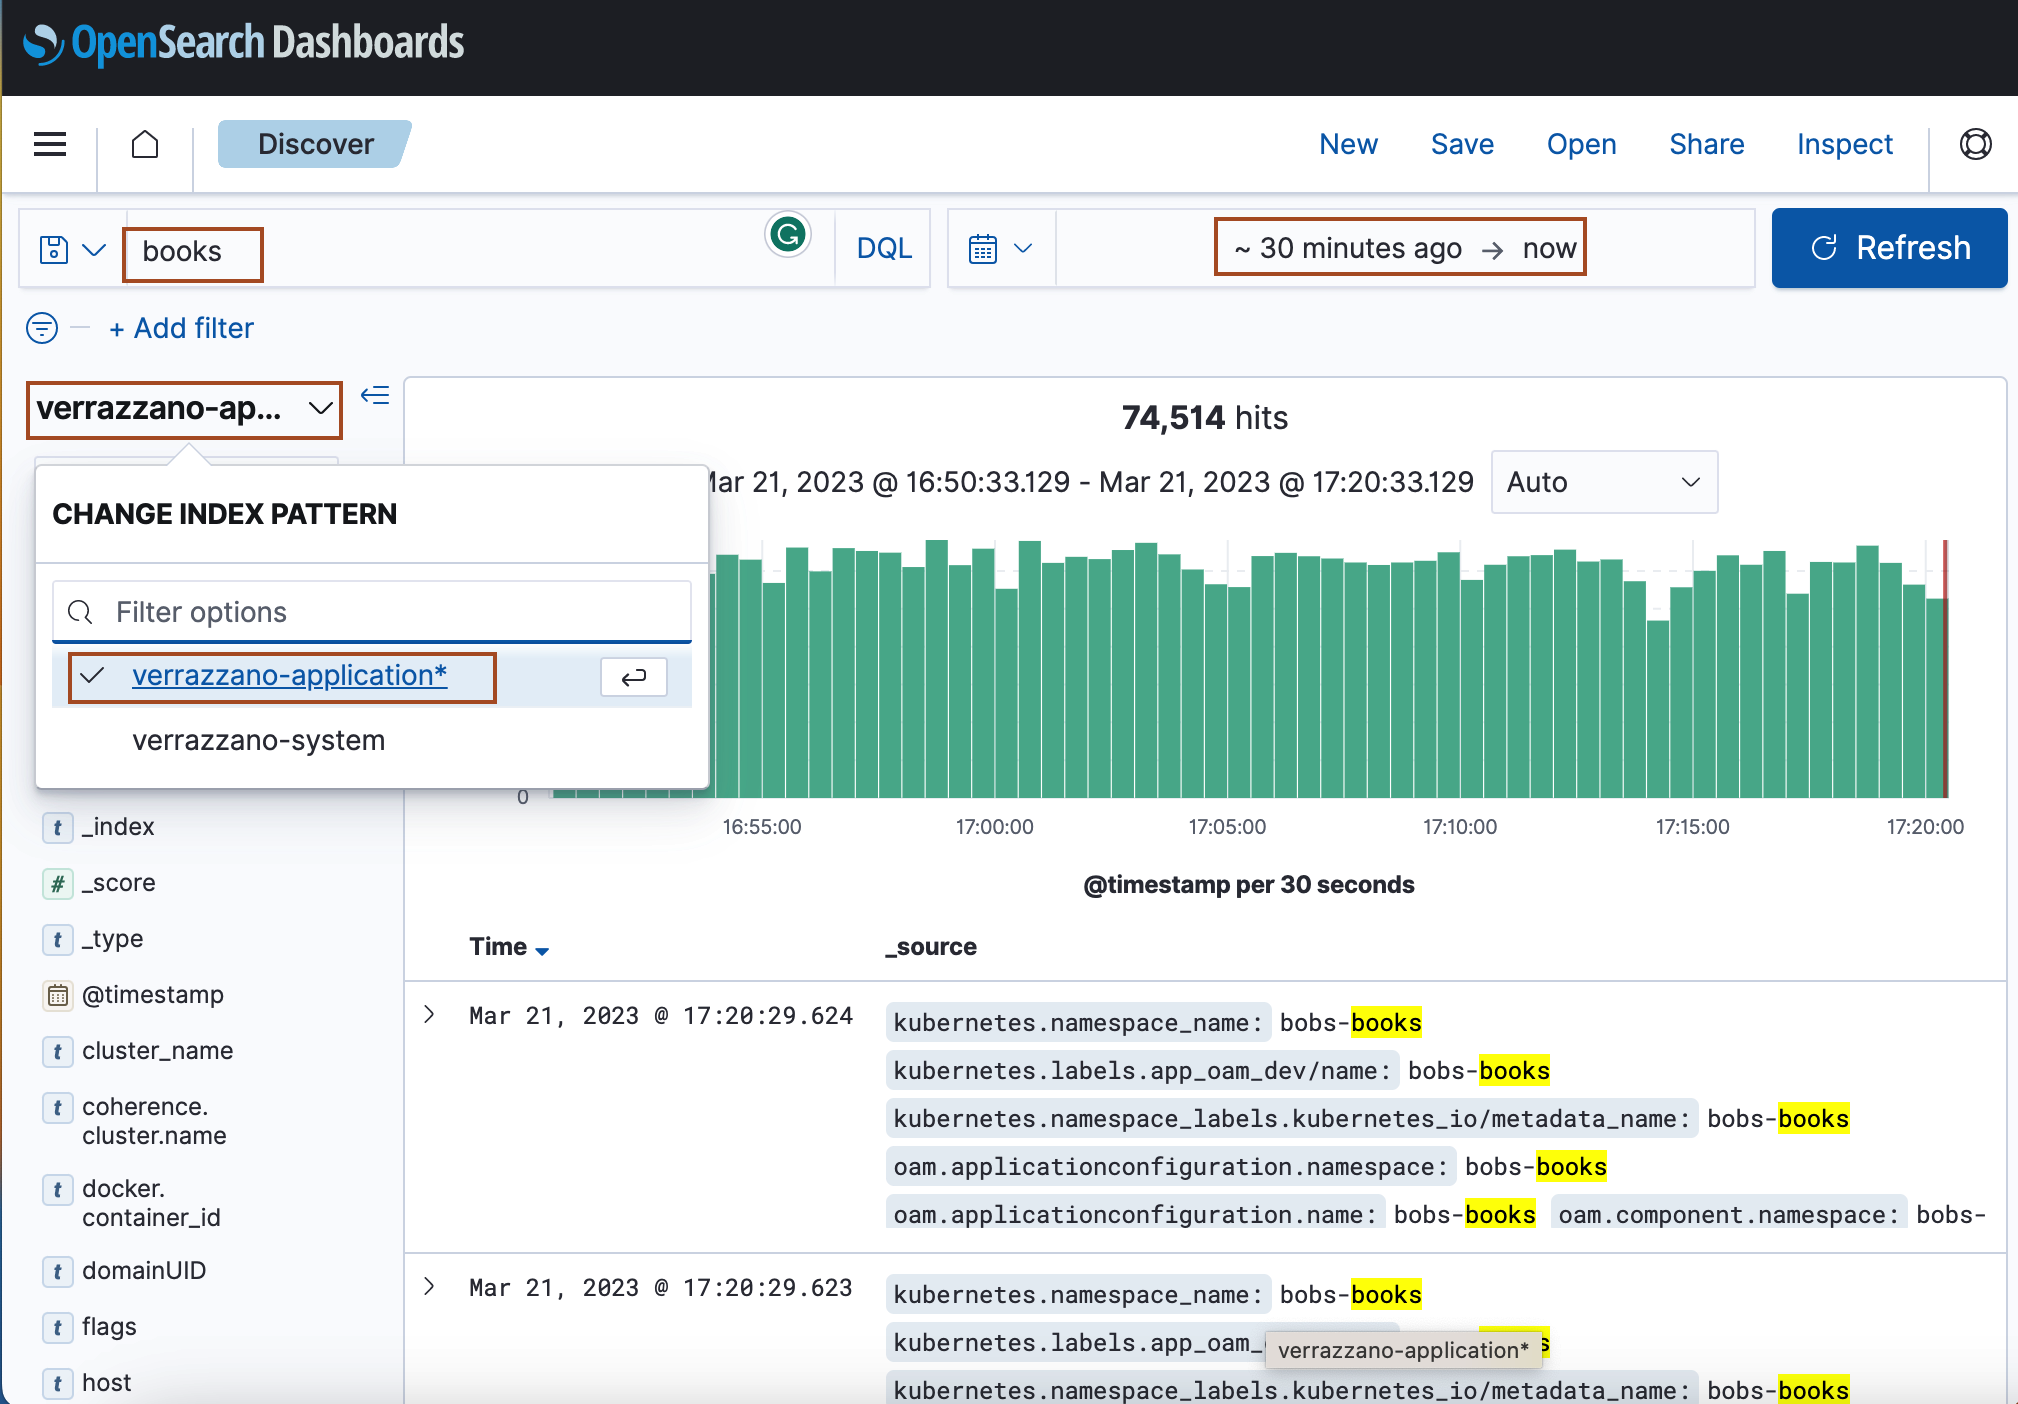 OpenSearch Dashboards
Discover
New Save Open Share Inspect
books
DQL
~ 30 minutes ago → now
Refresh
+ Add filter
verrazzano-ap...
CHANGE INDEX PATTERN
Filter options
verrazzano-application*
verrazzano-system
74,514 hits
Mar 21, 2023 @ 16:50:33.129 - Mar 21, 2023 @ 17:20:33.129
Auto
0
16:55:00 17:00:00 17:05:00 17:10:00 17:15:00 17:20:00
@timestamp per 30 seconds
t _index
# _score
t _type
@timestamp
t cluster_name
t coherence.
cluster.name
t docker.
container_id
t domainUID
t flags
t host
Time _source
Mar 21, 2023 @ 17:20:29.624
kubernetes.namespace_name: bobs-books
kubernetes.labels.app_oam_dev/name: bobs-books
kubernetes.namespace_labels.kubernetes_io/metadata_name: bobs-books
oam.applicationconfiguration.namespace: bobs-books
oam.applicationconfiguration.name: bobs-books oam.component.namespace: bobs-
Mar 21, 2023 @ 17:20:29.623
kubernetes.namespace_name: bobs-books
kubernetes.labels.app_oam_
verrazzano-application*
kubernetes.namespace_labels.kubernetes_io/metadata_name: bobs-books